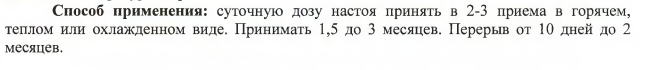 Способ применения: суточную дозу настоя принять в 2-3 приема в горячем,
теплом или охлажденном виде. Принимать 1,5 до 3 месяцев. Перерыв от 10 дней до 2
месяцев.